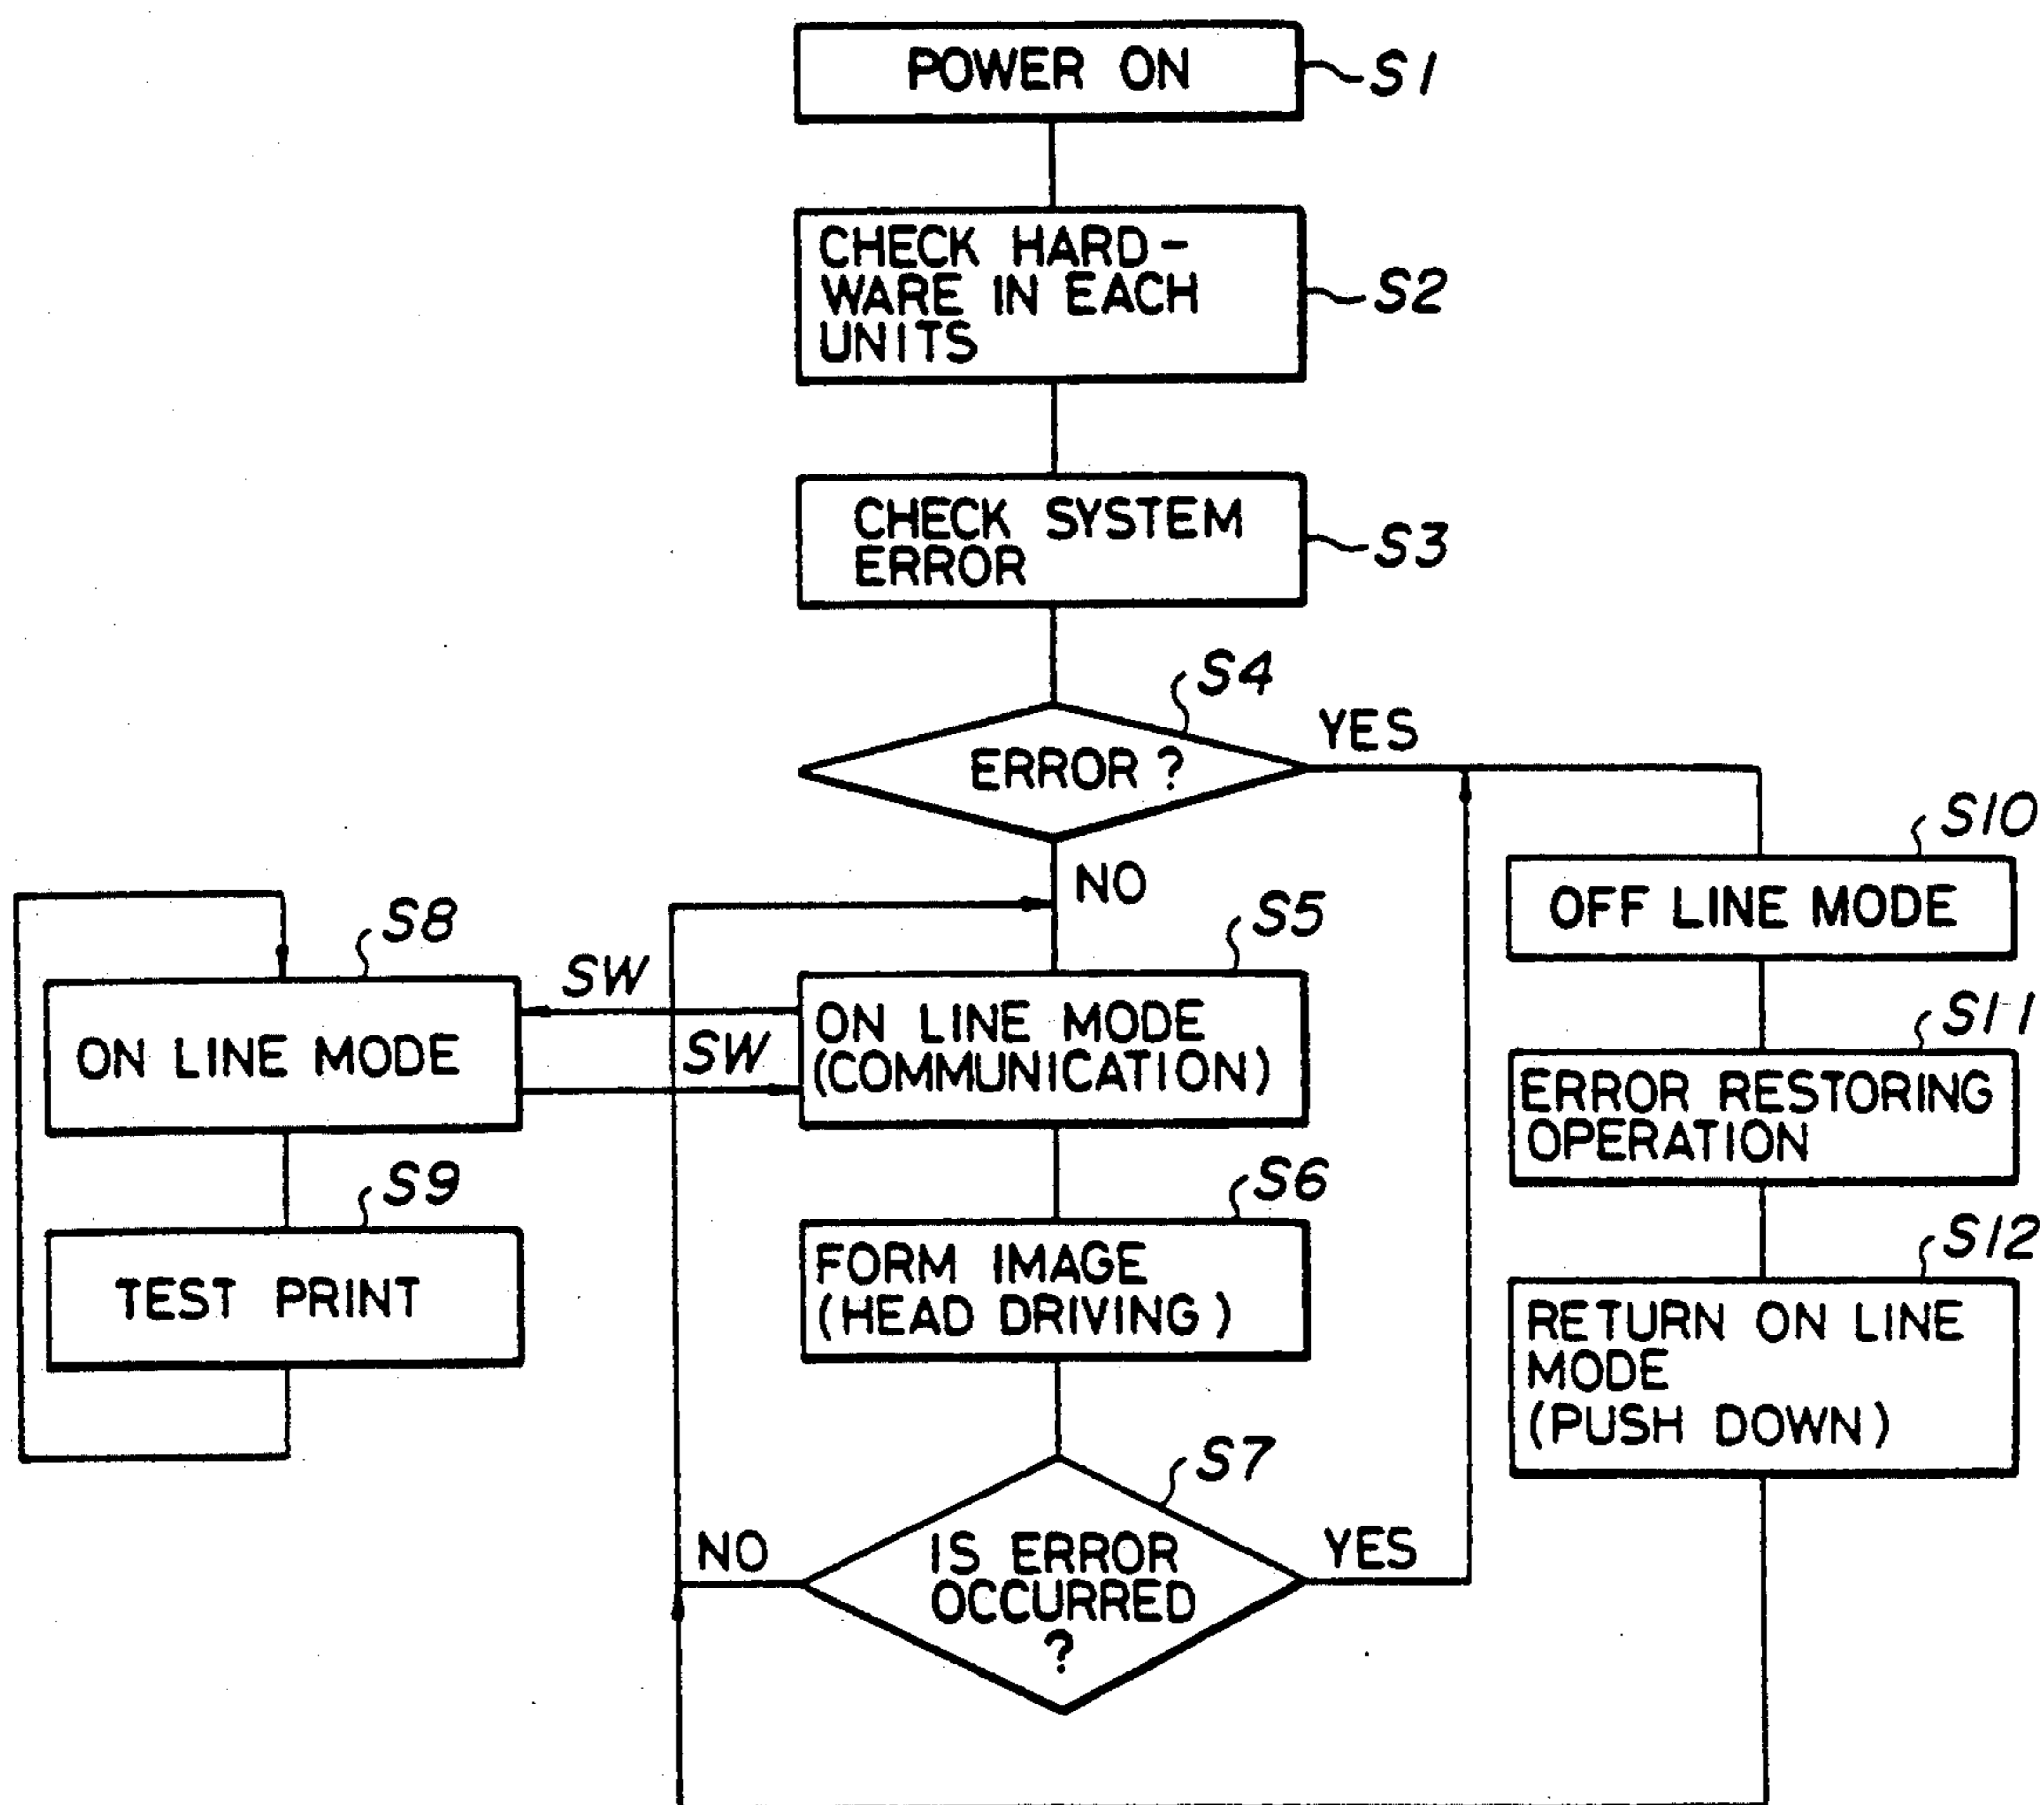 POWER ON
S1
CHECK HARD-
WARE IN EACH
UNITS
S2
CHECK SYSTEM
ERROR
S3
S4
ERROR ?
YES
NO
S10
OFF LINE MODE
S8
S5
SW
ON LINE MODE
SW
ON LINE MODE
(COMMUNICATION)
S11
ERROR RESTORING
OPERATION
S9
TEST PRINT
S6
FORM IMAGE
(HEAD DRIVING)
S12
RETURN ON LINE
MODE
(PUSH DOWN)
S7
NO
IS ERROR
OCCURRED
?
YES